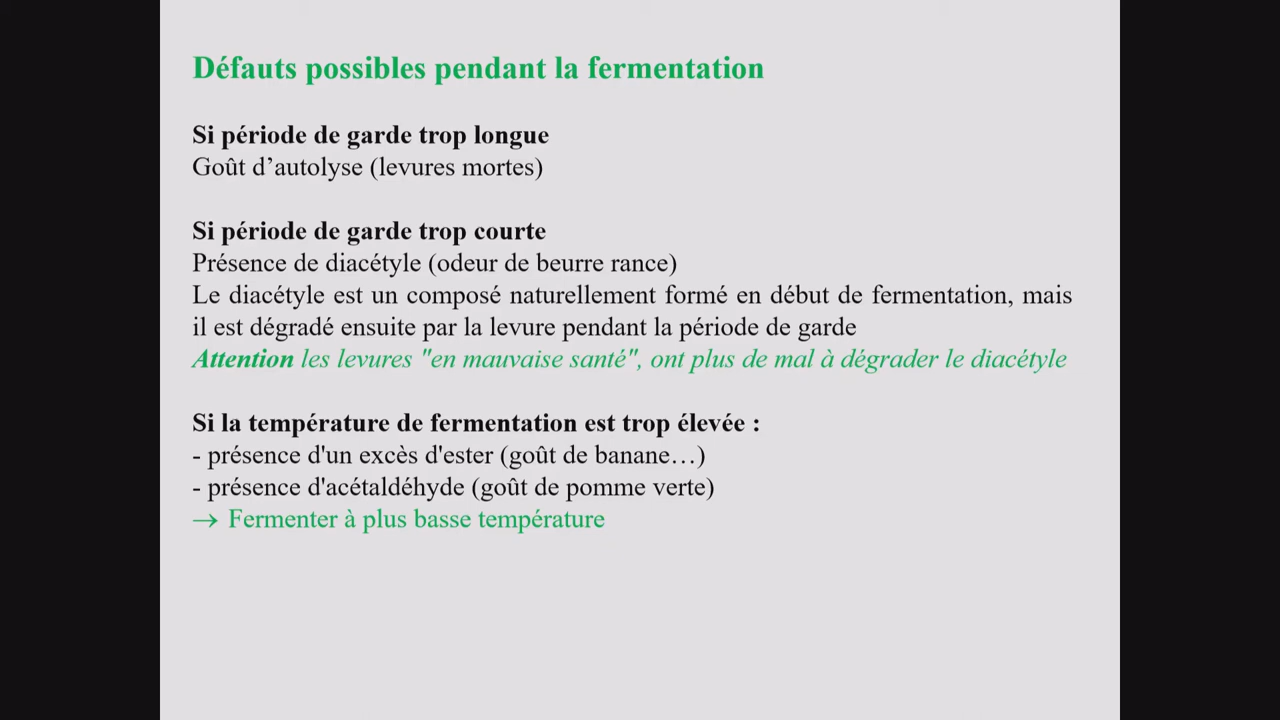 Défauts possibles pendant la fermentation
Si période de garde trop longue
Goût d’autolyse (levures mortes)
Si période de garde trop courte
Présence de diacétyle (odeur de beurre rance)
Le diacétyle est un composé naturellement formé en début de fermentation, mais
il est dégradé ensuite par la levure pendant la période de garde
Attention les levures "en mauvaise santé", ont plus de mal à dégrader le diacétyle
Si la température de fermentation est trop élevée :
- présence d'un excès d'ester (goût de banane…)
- présence d'acétaldéhyde (goût de pomme verte)
→ Fermenter à plus basse température